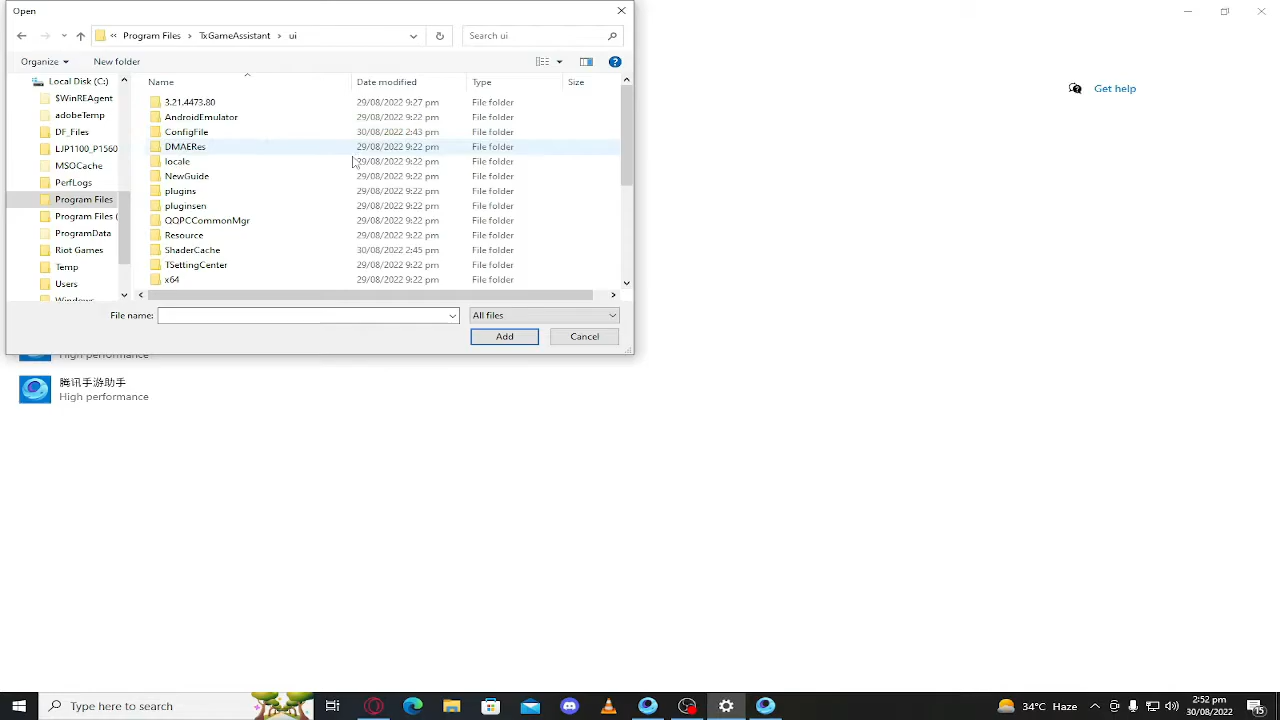 Open
Program Files › TxGameAssistant › ui
Search ui
Organize
New folder
Get help
Name Date modified Type Size
Local Disk (C:)
$WinREAgent
adobeTemp
DF_Files
LJP1100_P1560
MSOCache
PerfLogs
Program Files
Program Files (
ProgramData
Riot Games
Temp
Users
Windows
3.21.4473.80 29/08/2022 9:27 pm File folder
AndroidEmulator 29/08/2022 9:22 pm File folder
ConfigFile 30/08/2022 2:43 pm File folder
DMAERes 29/08/2022 9:22 pm File folder
locale 29/08/2022 9:22 pm File folder
NewGuide 29/08/2022 9:22 pm File folder
plugins 29/08/2022 9:22 pm File folder
pluginsen 29/08/2022 9:22 pm File folder
QQPCCommonMgr 29/08/2022 9:22 pm File folder
Resource 29/08/2022 9:22 pm File folder
ShaderCache 30/08/2022 2:45 pm File folder
TSettingCenter 29/08/2022 9:22 pm File folder
x64 29/08/2022 9:22 pm File folder
File name:
All files
Add
Cancel
High performance
腾讯手游助手
High performance
Type here to search
34°C Haze
2:52 pm
30/08/2022
15